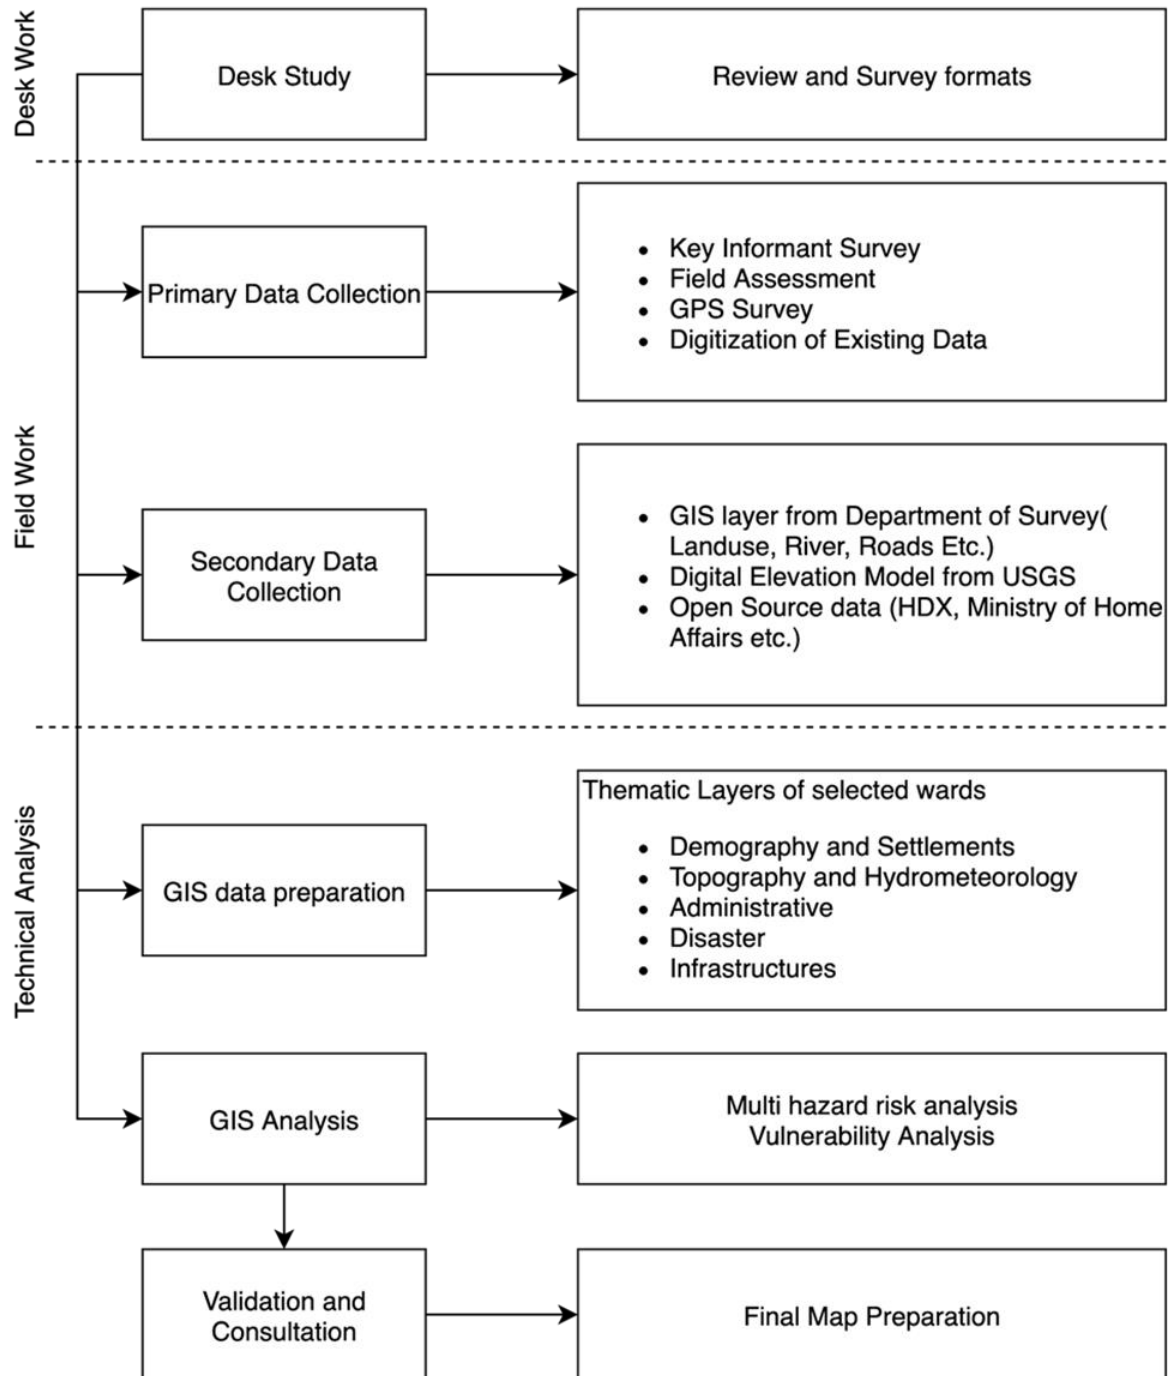 Desk Work
Desk Study
Review and Survey formats
Field Work
Primary Data Collection
• Key Informant Survey
• Field Assessment
• GPS Survey
• Digitization of Existing Data
Secondary Data
Collection
• GIS layer from Department of Survey(
Landuse, River, Roads Etc.)
• Digital Elevation Model from USGS
• Open Source data (HDX, Ministry of Home
Affairs etc.)
Technical Analysis
GIS data preparation
Thematic Layers of selected wards
• Demography and Settlements
• Topography and Hydrometeorology
• Administrative
• Disaster
• Infrastructures
GIS Analysis
Multi hazard risk analysis
Vulnerability Analysis
Validation and
Consultation
Final Map Preparation